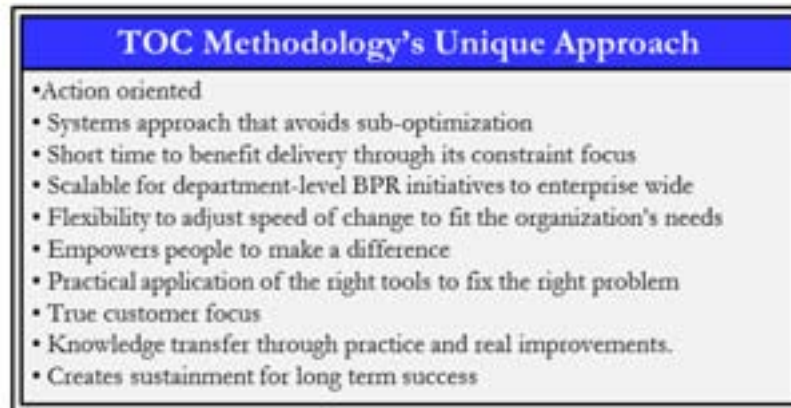 TOC Methodology's Unique Approach
•Action oriented
• Systems approach that avoids sub-optimization
• Short time to benefit delivery through its constraint focus
• Scalable for department-level BPR initiatives to enterprise wide
• Flexibility to adjust speed of change to fit the organization's needs
• Empowers people to make a difference
• Practical application of the right tools to fix the right problem
• True customer focus
• Knowledge transfer through practice and real improvements.
• Creates sustainment for long term success